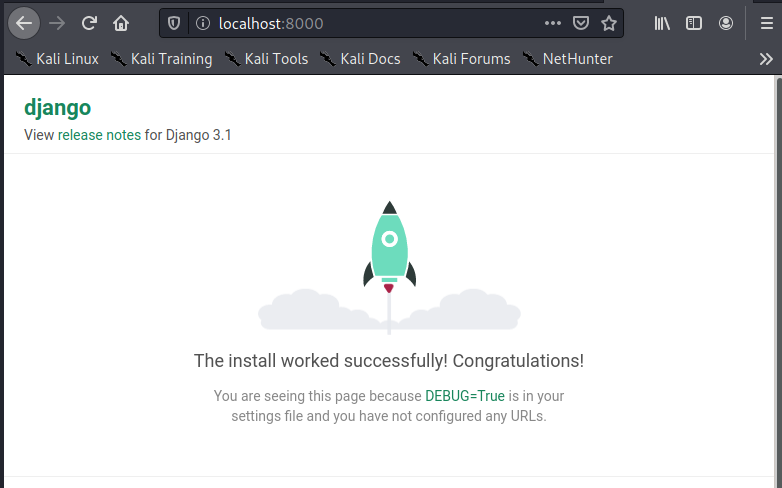 localhost:8000
Kali Linux Kali Training Kali Tools Kali Docs Kali Forums NetHunter
django
View release notes for Django 3.1
The install worked successfully! Congratulations!
You are seeing this page because DEBUG=True is in your
settings file and you have not configured any URLs.